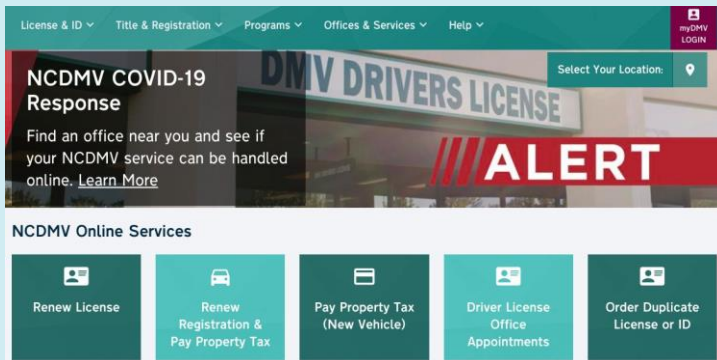 License & ID Title & Registration Programs Offices & Services Help
myDMV
LOGIN
Select Your Location:
DMV DRIVERS LICENSE
NCDMV COVID-19
Response
Find an office near you and see if
your NCDMV service can be handled
online. Learn More
ALERT
NCDMV Online Services
Renew License
Renew
Registration &
Pay Property Tax
Pay Property Tax
(New Vehicle)
Driver License
Office
Appointments
Order Duplicate
License or ID